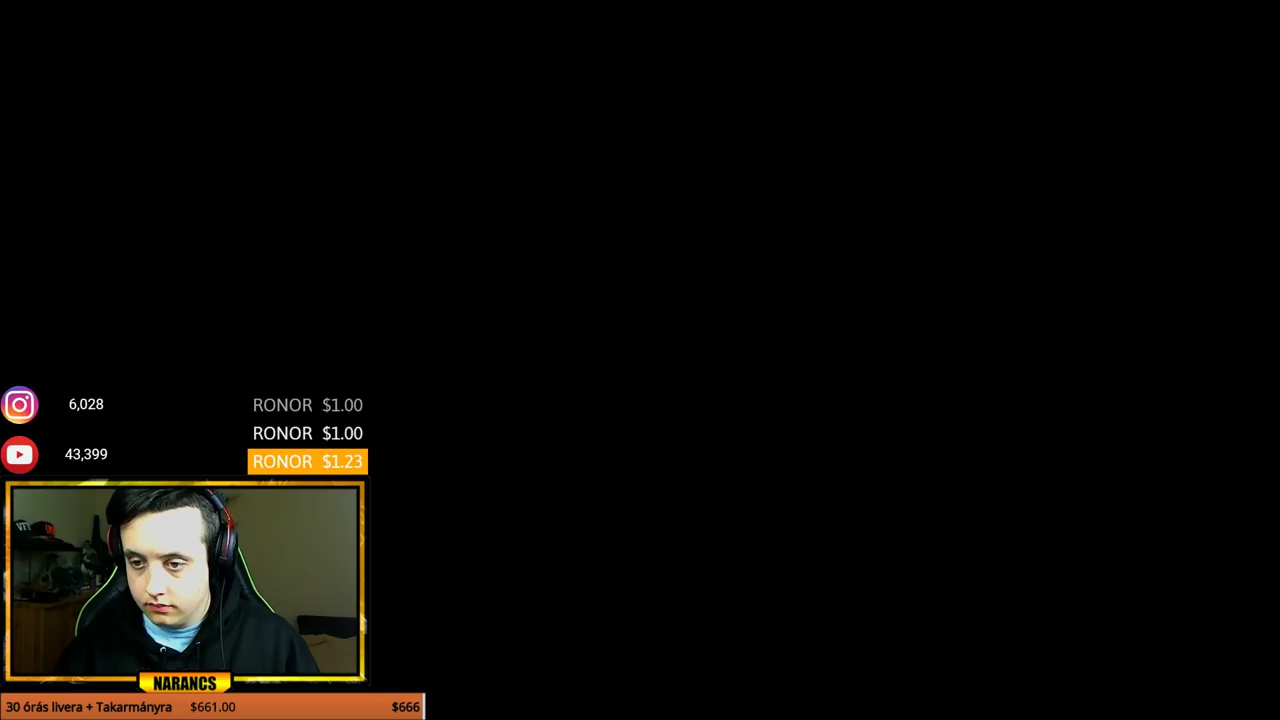 6,028
43,399
RONOR $1.00
RONOR $1.00
RONOR $1.23
NARANCS
30 órás livera + Takarmányra $661.00 $666